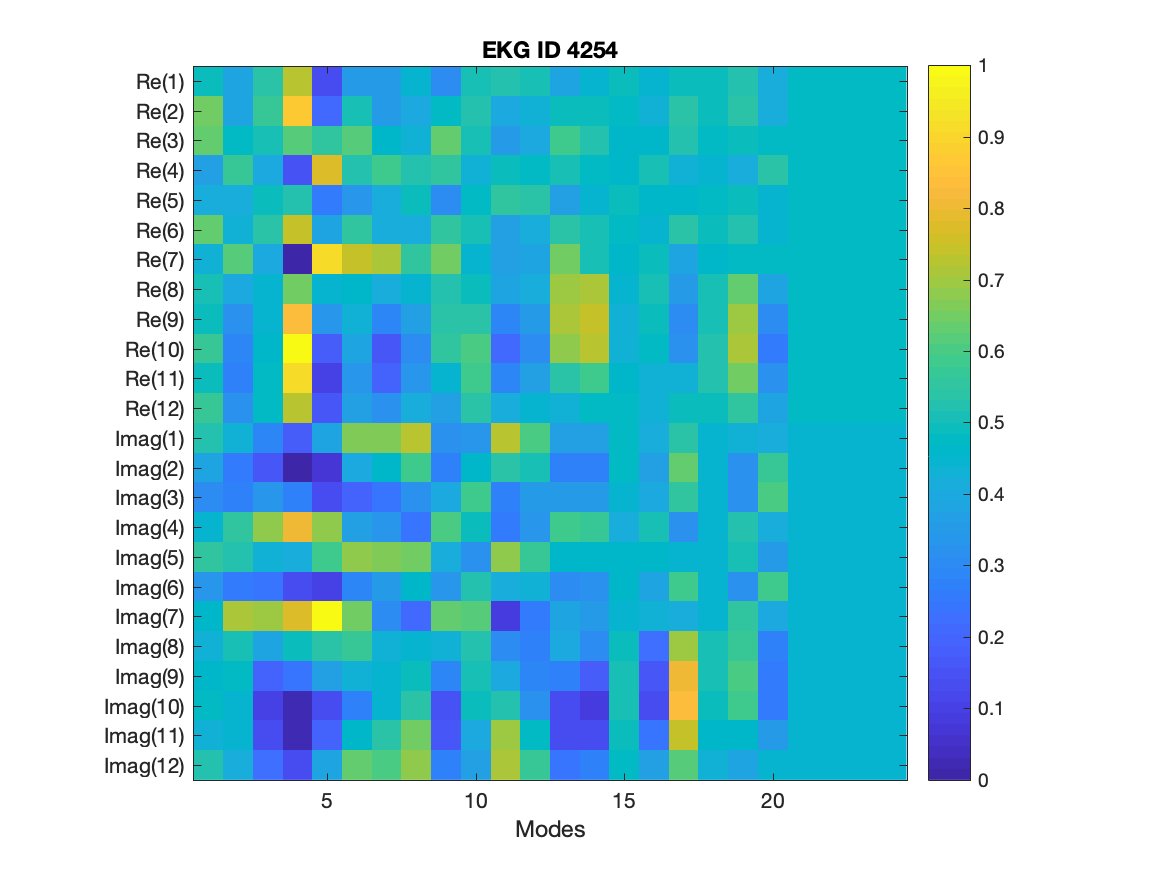 EKG ID 4254
Re(1)
Re(2)
Re(3)
Re(4)
Re(5)
Re(6)
Re(7)
Re(8)
Re(9)
Re(10)
Re(11)
Re(12)
Imag(1)
Imag(2)
Imag(3)
Imag(4)
Imag(5)
Imag(6)
Imag(7)
Imag(8)
Imag(9)
Imag(10)
Imag(11)
Imag(12)
5 10 15 20
Modes
1
0.9
0.8
0.7
0.6
0.5
0.4
0.3
0.2
0.1
0